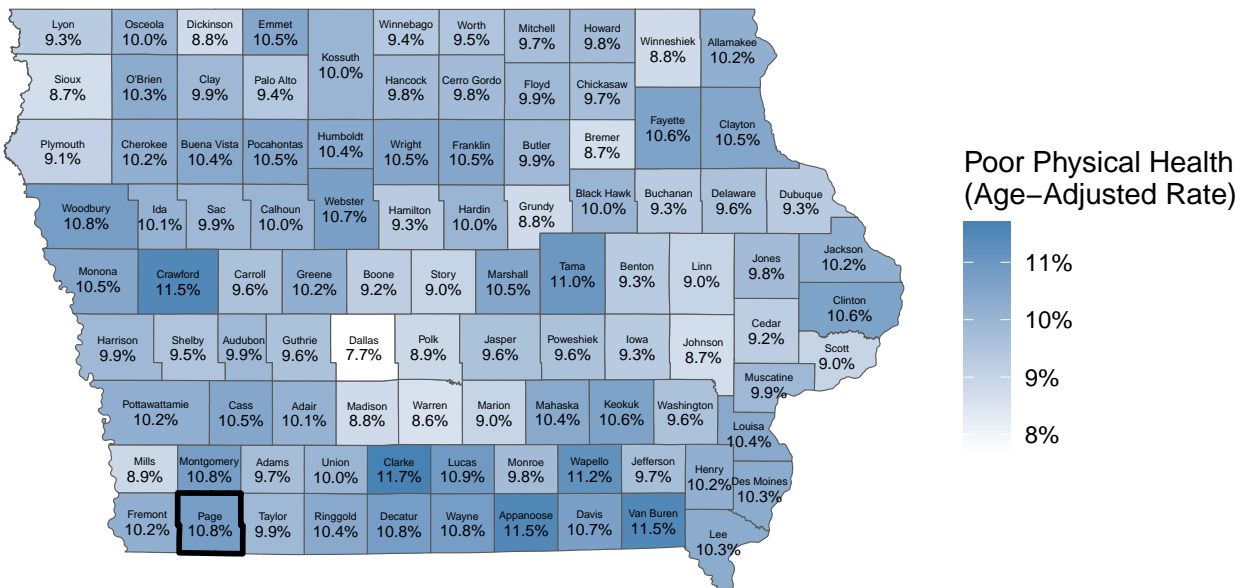 Lyon
9.3%
Osceola
10.0%
Dickinson
8.8%
Emmet
10.5%
Kossuth
10.0%
Winnebago
9.4%
Worth
9.5%
Mitchell
9.7%
Howard
9.8%
Winneshiek
8.8%
Allamakee
10.2%
Sioux
8.7%
O'Brien
10.3%
Clay
9.9%
Palo Alto
9.4%
Hancock
9.8%
Cerro Gordo
9.8%
Floyd
9.9%
Chickasaw
9.7%
Fayette
10.6%
Clayton
10.5%
Plymouth
9.1%
Cherokee
10.2%
Buena Vista
10.4%
Pocahontas
10.5%
Humboldt
10.4%
Wright
10.5%
Franklin
10.5%
Butler
9.9%
Bremer
8.7%
Woodbury
10.8%
Ida
10.1%
Sac
9.9%
Calhoun
10.0%
Webster
10.7%
Hamilton
9.3%
Hardin
10.0%
Grundy
8.8%
Black Hawk
10.0%
Buchanan
9.3%
Delaware
9.6%
Dubuque
9.3%
Monona
10.5%
Crawford
11.5%
Carroll
9.6%
Greene
10.2%
Boone
9.2%
Story
9.0%
Marshall
10.5%
Tama
11.0%
Benton
9.3%
Linn
9.0%
Jones
9.8%
Jackson
10.2%
Clinton
10.6%
Harrison
9.9%
Shelby
9.5%
Audubon
9.9%
Guthrie
9.6%
Dallas
7.7%
Polk
8.9%
Jasper
9.6%
Poweshiek
9.6%
Iowa
9.3%
Johnson
8.7%
Cedar
9.2%
Scott
9.0%
Muscatine
9.9%
Pottawattamie
10.2%
Cass
10.5%
Adair
10.1%
Madison
8.8%
Warren
8.6%
Marion
9.0%
Mahaska
10.4%
Keokuk
10.6%
Washington
9.6%
Louisa
10.4%
Mills
8.9%
Montgomery
10.8%
Adams
9.7%
Union
10.0%
Clarke
11.7%
Lucas
10.9%
Monroe
9.8%
Wapello
11.2%
Jefferson
9.7%
Henry
10.2%
Des Moines
10.3%
Fremont
10.2%
Page
10.8%
Taylor
9.9%
Ringgold
10.4%
Decatur
10.8%
Wayne
10.8%
Appanoose
11.5%
Davis
10.7%
Van Buren
11.5%
Lee
10.3%
Poor Physical Health
(Age−Adjusted Rate)
11%
10%
9%
8%